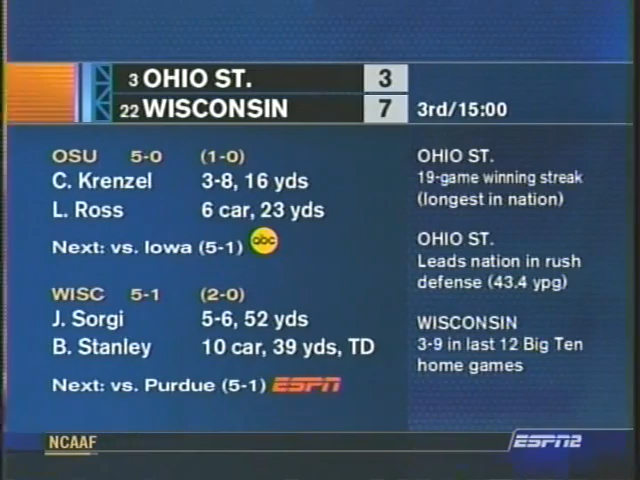 3 OHIO ST. 3
22 WISCONSIN 7 3rd/15:00
OSU 5-0 (1-0)
C. Krenzel 3-8, 16 yds
L. Ross 6 car, 23 yds
Next: vs. Iowa (5-1) abc
WISC 5-1 (2-0)
J. Sorgi 5-6, 52 yds
B. Stanley 10 car, 39 yds, TD
Next: vs. Purdue (5-1) ESPN
OHIO ST.
19-game winning streak
(longest in nation)
OHIO ST.
Leads nation in rush
defense (43.4 ypg)
WISCONSIN
3-9 in last 12 Big Ten
home games
NCAAF
ESPN2